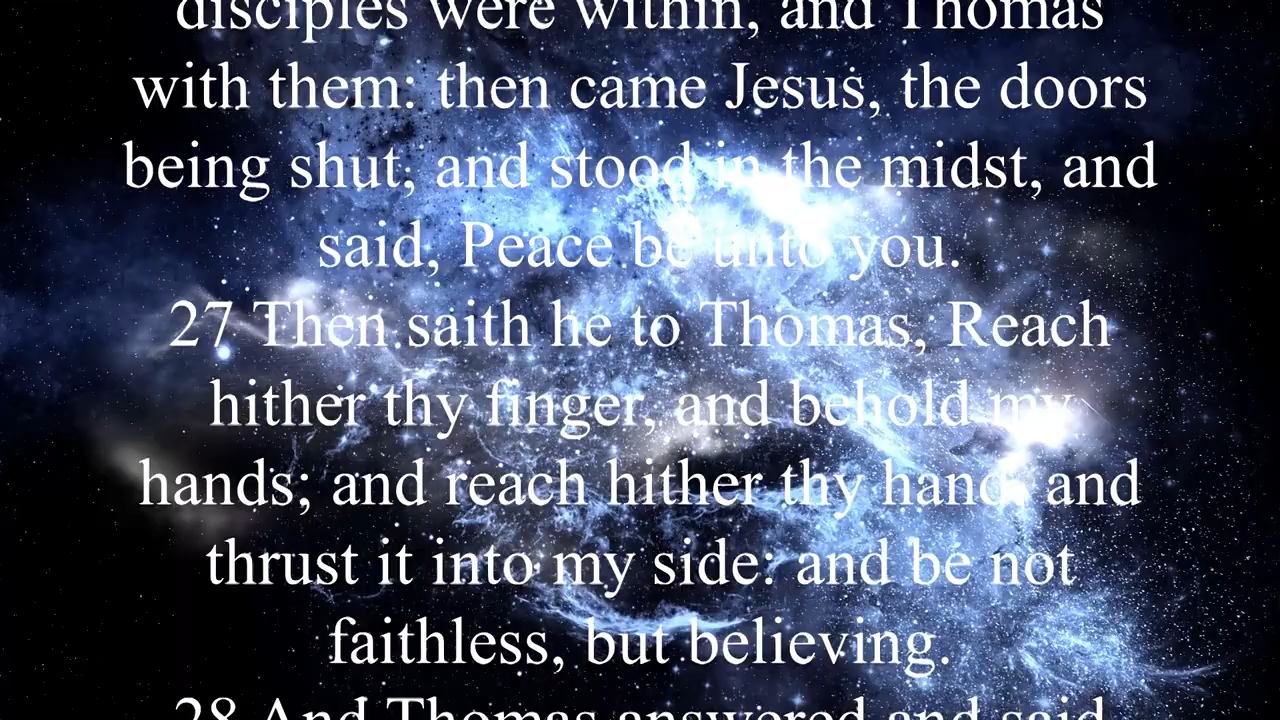 disciples were within, and Thomas
with them: then came Jesus, the doors
being shut, and stood in the midst, and
said, Peace be unto you.
27 Then saith he to Thomas, Reach
hither thy finger, and behold my
hands; and reach hither thy hand, and
thrust it into my side: and be not
faithless, but believing.
28 And Thomas answered and said